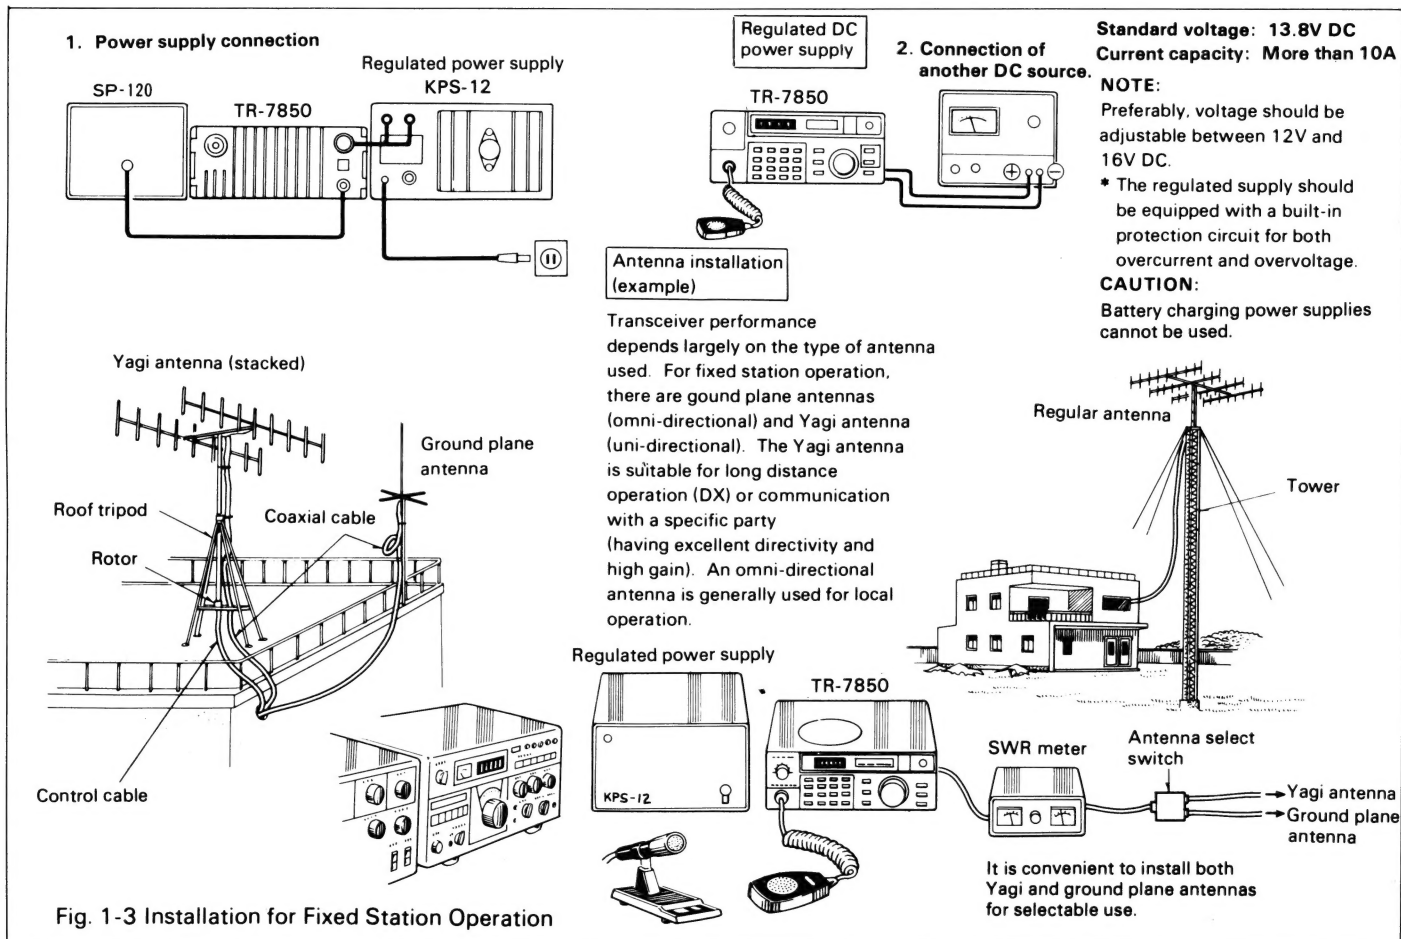 1. Power supply connection
SP-120
TR-7850
Regulated power supply
KPS-12
Regulated DC
power supply
2. Connection of
another DC source.
TR-7850
Standard voltage: 13.8V DC
Current capacity: More than 10A
NOTE:
Preferably, voltage should be
adjustable between 12V and
16V DC.
* The regulated supply should
be equipped with a built-in
protection circuit for both
overcurrent and overvoltage.
CAUTION:
Battery charging power supplies
cannot be used.
Antenna installation
(example)
Transceiver performance
depends largely on the type of antenna
used. For fixed station operation,
there are gound plane antennas
(omni-directional) and Yagi antenna
(uni-directional). The Yagi antenna
is suitable for long distance
operation (DX) or communication
with a specific party
(having excellent directivity and
high gain). An omni-directional
antenna is generally used for local
operation.
Yagi antenna (stacked)
Ground plane
antenna
Roof tripod
Coaxial cable
Rotor
Control cable
Regular antenna
Tower
Regulated power supply
KPS-12
TR-7850
SWR meter
Antenna select
switch
Yagi antenna
Ground plane
antenna
It is convenient to install both
Yagi and ground plane antennas
for selectable use.
Fig. 1-3 Installation for Fixed Station Operation